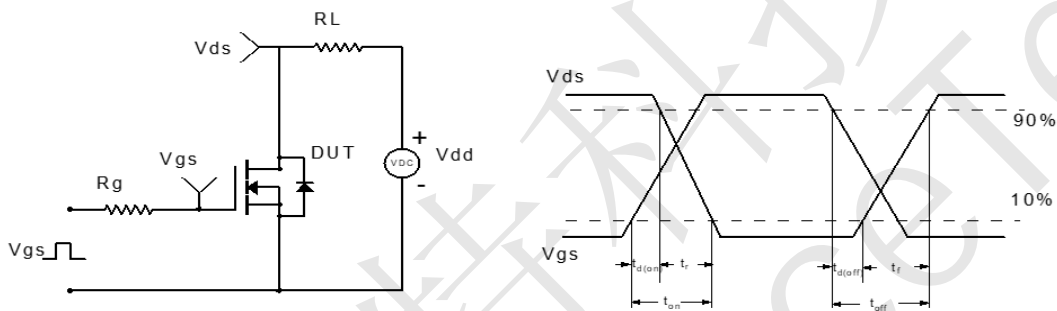 RL
Vds
Vgs
DUT
VDC
+
Vdd
-
Rg
Vgs
Vds
90%
10%
Vgs
td(on)
tr
td(off)
tf
ton
toff